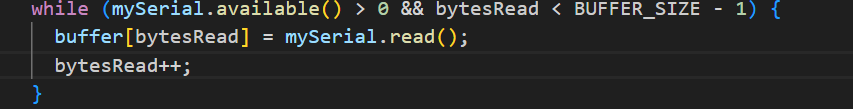 while (mySerial.available() > 0 && bytesRead < BUFFER_SIZE - 1) {
buffer[bytesRead] = mySerial.read();
bytesRead++;
}